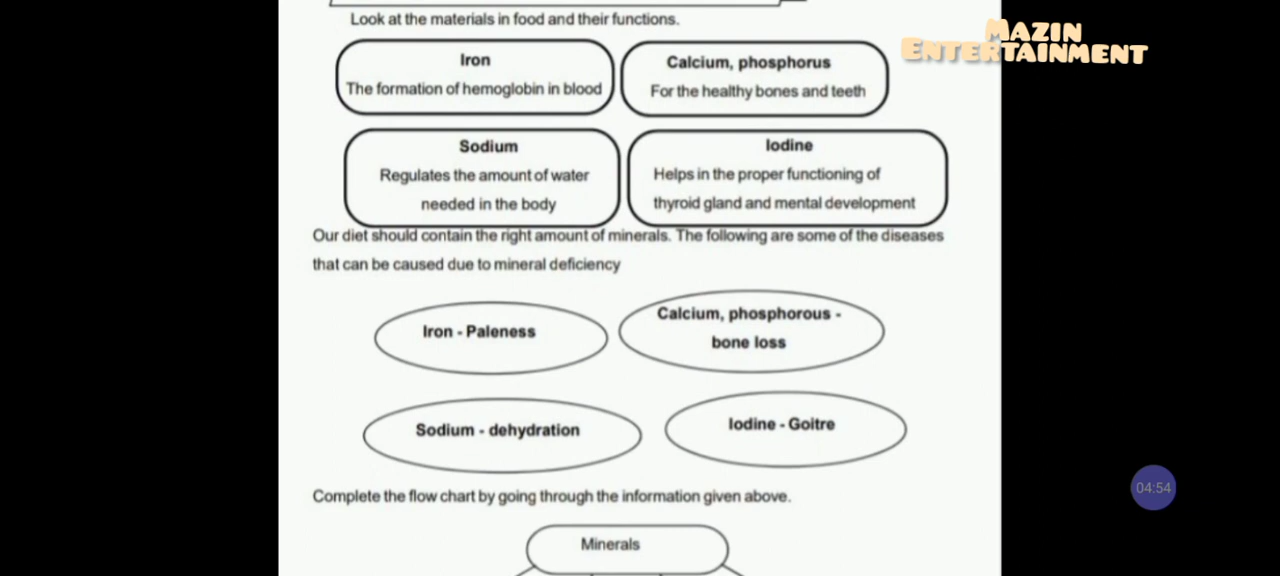 MAZIN
ENTERTAINMENT
Look at the materials in food and their functions.
Iron
The formation of hemoglobin in blood
Calcium, phosphorus
For the healthy bones and teeth
Sodium
Regulates the amount of water
needed in the body
Iodine
Helps in the proper functioning of
thyroid gland and mental development
Our diet should contain the right amount of minerals. The following are some of the diseases
that can be caused due to mineral deficiency
Iron - Paleness
Calcium, phosphorous -
bone loss
Sodium - dehydration
Iodine - Goitre
04:54
Complete the flow chart by going through the information given above.
Minerals